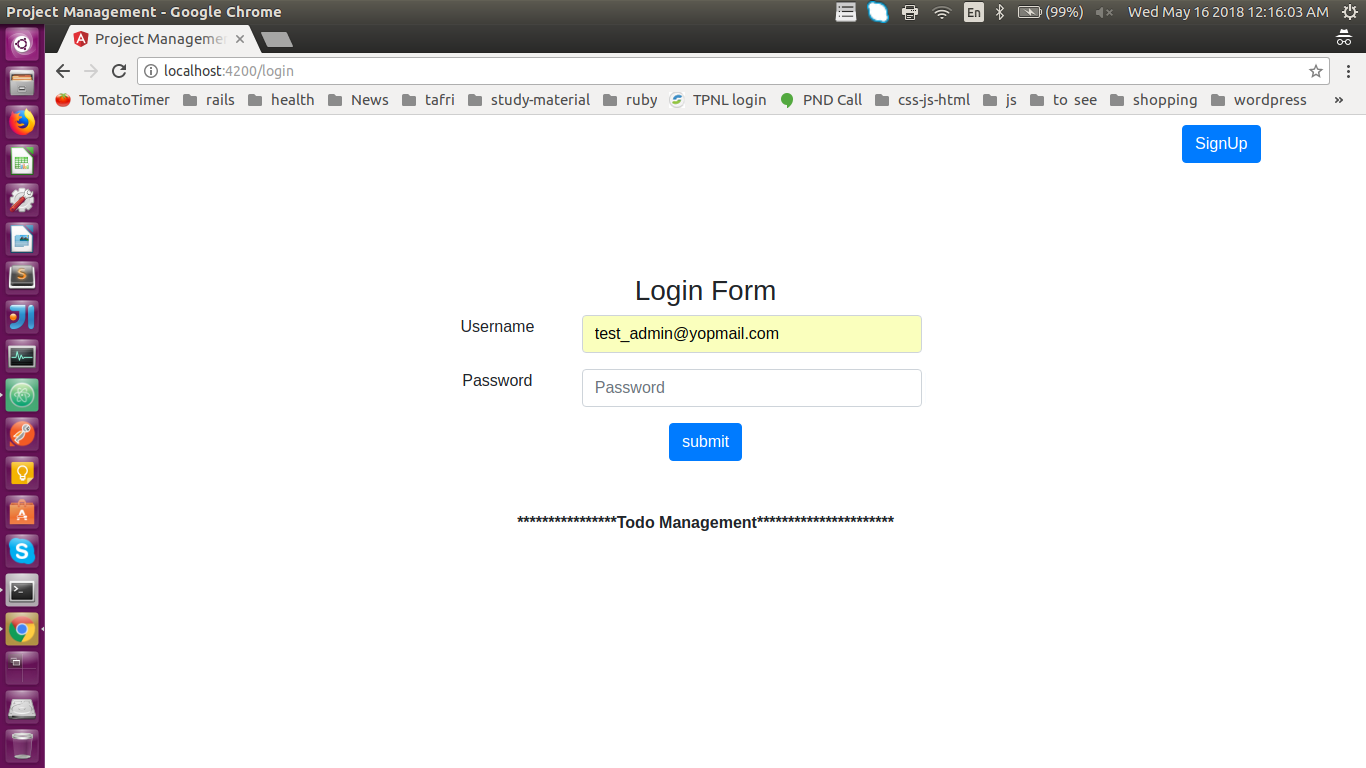 Project Management - Google Chrome
En (99%) Wed May 16 2018 12:16:03 AM
Project Manageme
localhost:4200/login
TomatoTimer rails health News tafri study-material ruby TPNL login PND Call css-js-html js to see shopping wordpress »
SignUp
Login Form
Username test_admin@yopmail.com
Password Password
submit
****************Todo Management**********************